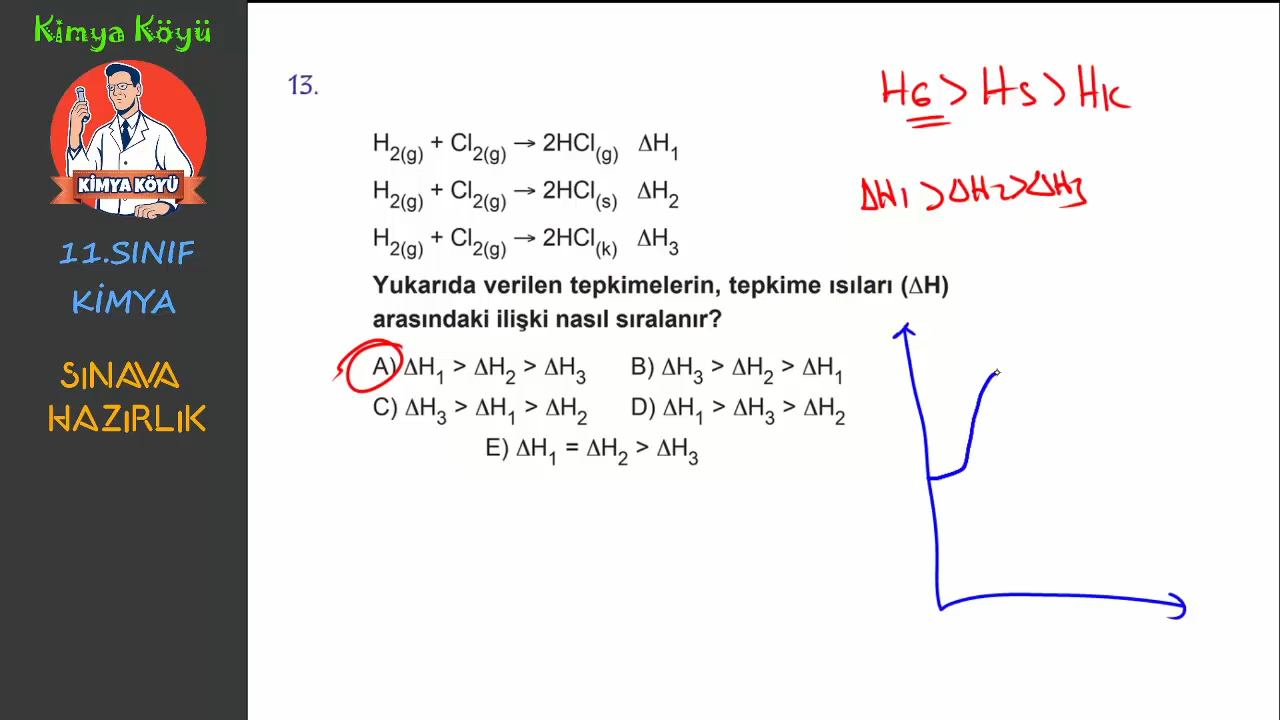 Kimya Köyü
KİMYA KÖYÜ
11.SINIF
KİMYA
SINAVA
HAZIRLIK
13.
H2(g) + Cl2(g) → 2HCl(g) ΔH1
H2(g) + Cl2(g) → 2HCl(s) ΔH2
H2(g) + Cl2(g) → 2HCl(k) ΔH3
Yukarıda verilen tepkimelerin, tepkime ısıları (ΔH)
arasındaki ilişki nasıl sıralanır?
A) ΔH1 > ΔH2 > ΔH3 B) ΔH3 > ΔH2 > ΔH1
C) ΔH3 > ΔH1 > ΔH2 D) ΔH1 > ΔH3 > ΔH2
E) ΔH1 = ΔH2 > ΔH3
HG > HS > HK
ΔH1 > ΔH2 > ΔH3